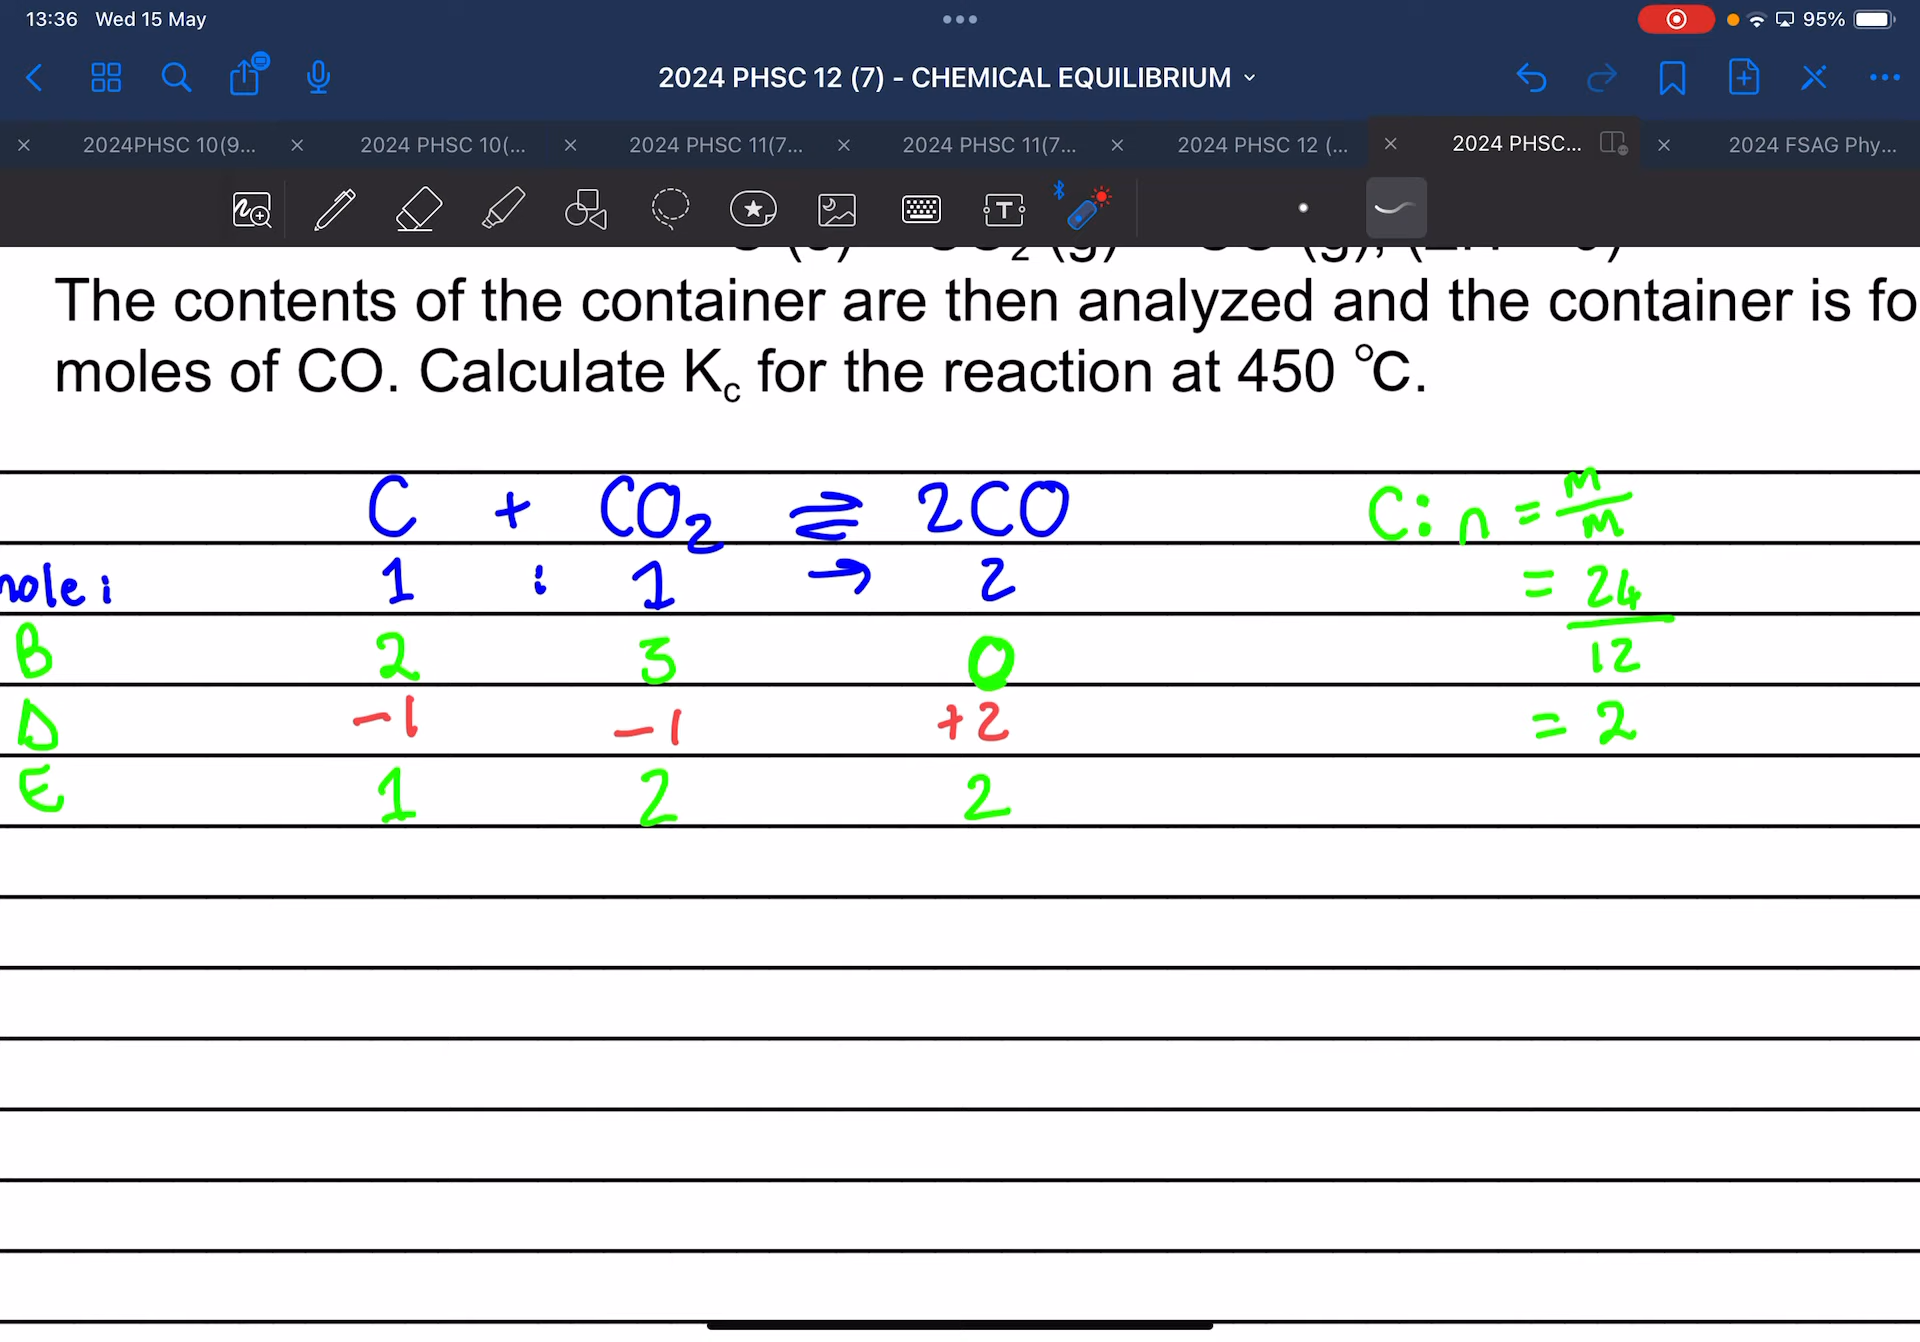 13:36 Wed 15 May
95%
2024 PHSC 12 (7) - CHEMICAL EQUILIBRIUM
2024PHSC 10(9... 2024 PHSC 10(... 2024 PHSC 11(7... 2024 PHSC 11(7... 2024 PHSC 12 (... 2024 PHSC... 2024 FSAG Phy...
The contents of the container are then analyzed and the container is fo
moles of CO. Calculate Kc for the reaction at 450 °C.
C + CO₂ ⇌ 2CO C: n = m/M
mole: 1 : 1 → 2 = 24/12
B 2 3 0
D -1 -1 +2 = 2
E 1 2 2